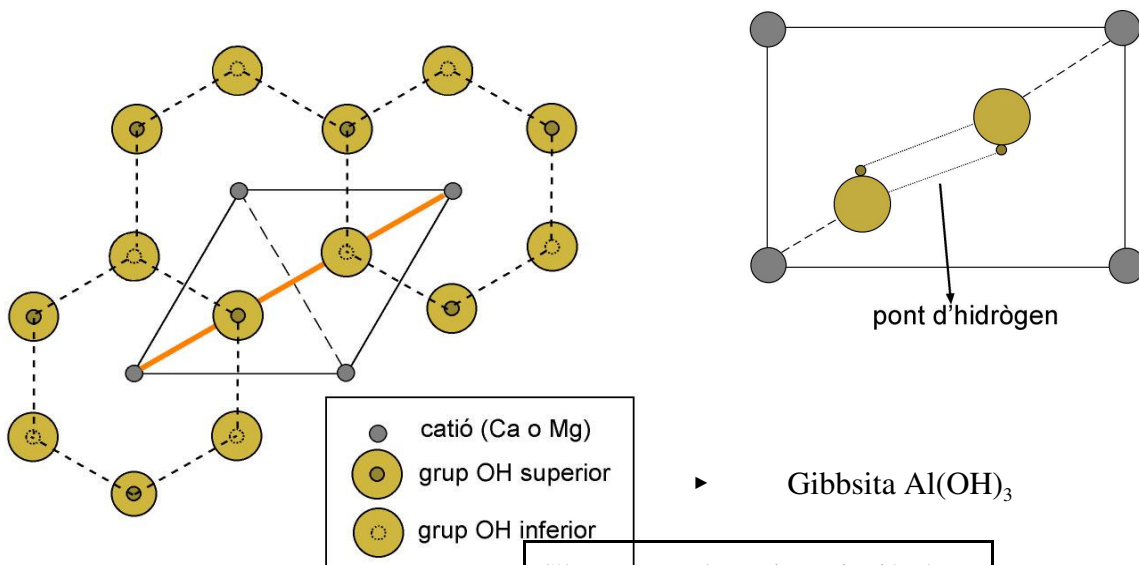 pont d'hidrògen
catió (Ca o Mg)
grup OH superior
► Gibbsita Al(OH)₃
grup OH inferior